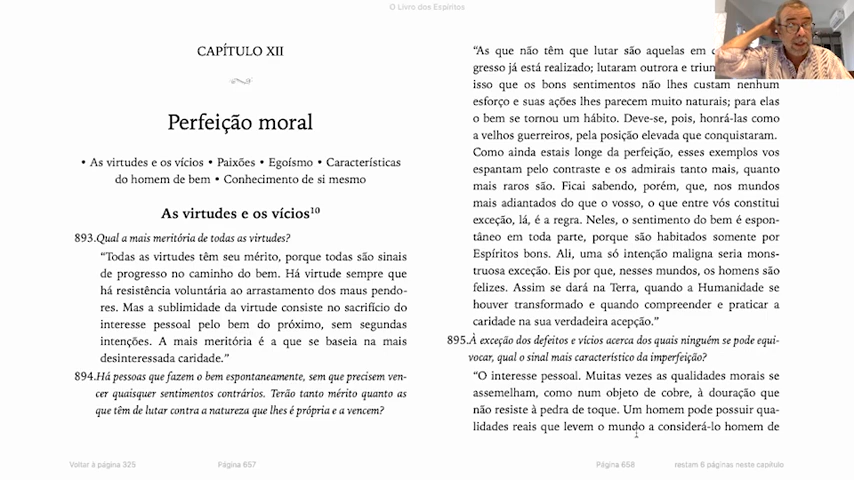 O Livro dos Espíritos
CAPÍTULO XII
Perfeição moral
• As virtudes e os vícios • Paixões • Egoísmo • Características
do homem de bem • Conhecimento de si mesmo
As virtudes e os vícios¹⁰
893.Qual a mais meritória de todas as virtudes?
“Todas as virtudes têm seu mérito, porque todas são sinais
de progresso no caminho do bem. Há virtude sempre que
há resistência voluntária ao arrastamento dos maus pendo-
res. Mas a sublimidade da virtude consiste no sacrifício do
interesse pessoal pelo bem do próximo, sem segundas
intenções. A mais meritória é a que se baseia na mais
desinteressada caridade.”
894.Há pessoas que fazem o bem espontaneamente, sem que precisem ven-
cer quaisquer sentimentos contrários. Terão tanto mérito quanto as
que têm de lutar contra a natureza que lhes é própria e a vencem?
Voltar à página 325
Página 657
“As que não têm que lutar são aquelas em
gresso já está realizado; lutaram outrora e
isso que os bons sentimentos não lhes custam nenhum
esforço e suas ações lhes parecem muito naturais; para elas
o bem se tornou um hábito. Deve-se, pois, honrá-las como
a velhos guerreiros, pela posição elevada que conquistaram.
Como ainda estais longe da perfeição, esses exemplos vos
espantam pelo contraste e os admirais tanto mais, quanto
mais raros são. Ficai sabendo, porém, que, nos mundos
mais adiantados do que o vosso, o que entre vós constitui
exceção, lá, é a regra. Neles, o sentimento do bem é espon-
tâneo em toda parte, porque são habitados somente por
Espíritos bons. Ali, uma só intenção maligna seria mons-
truosa exceção. Eis por que, nesses mundos, os homens são
felizes. Assim se dará na Terra, quando a Humanidade se
houver transformado e quando compreender e praticar a
caridade na sua verdadeira acepção.”
895.À exceção dos defeitos e vícios acerca dos quais ninguém se pode equi-
vocar, qual o sinal mais característico da imperfeição?
“O interesse pessoal. Muitas vezes as qualidades morais se
assemelham, como num objeto de cobre, à douração que
não resiste à pedra de toque. Um homem pode possuir qua-
lidades reais que levem o mundo a considerá-lo homem de
Página 658
restam 6 páginas neste capítulo